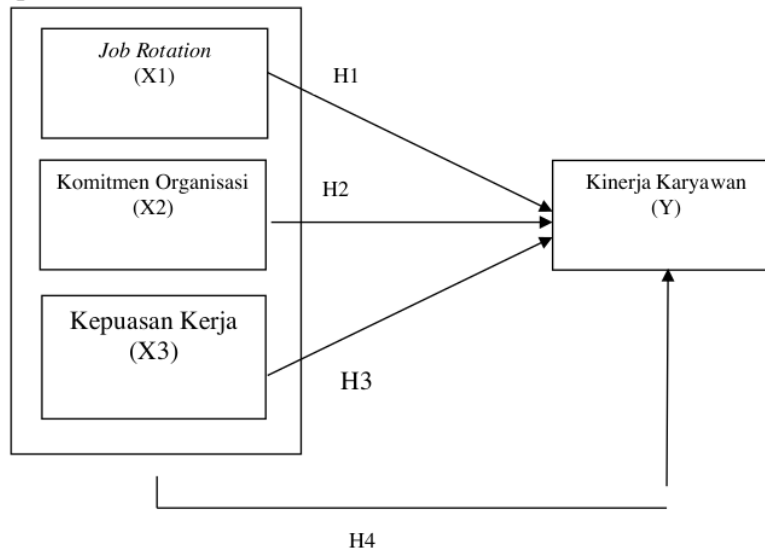 Job Rotation
(X1)
H1
Komitmen Organisasi
(X2)
H2
Kinerja Karyawan
(Y)
Kepuasan Kerja
(X3)
H3
H4